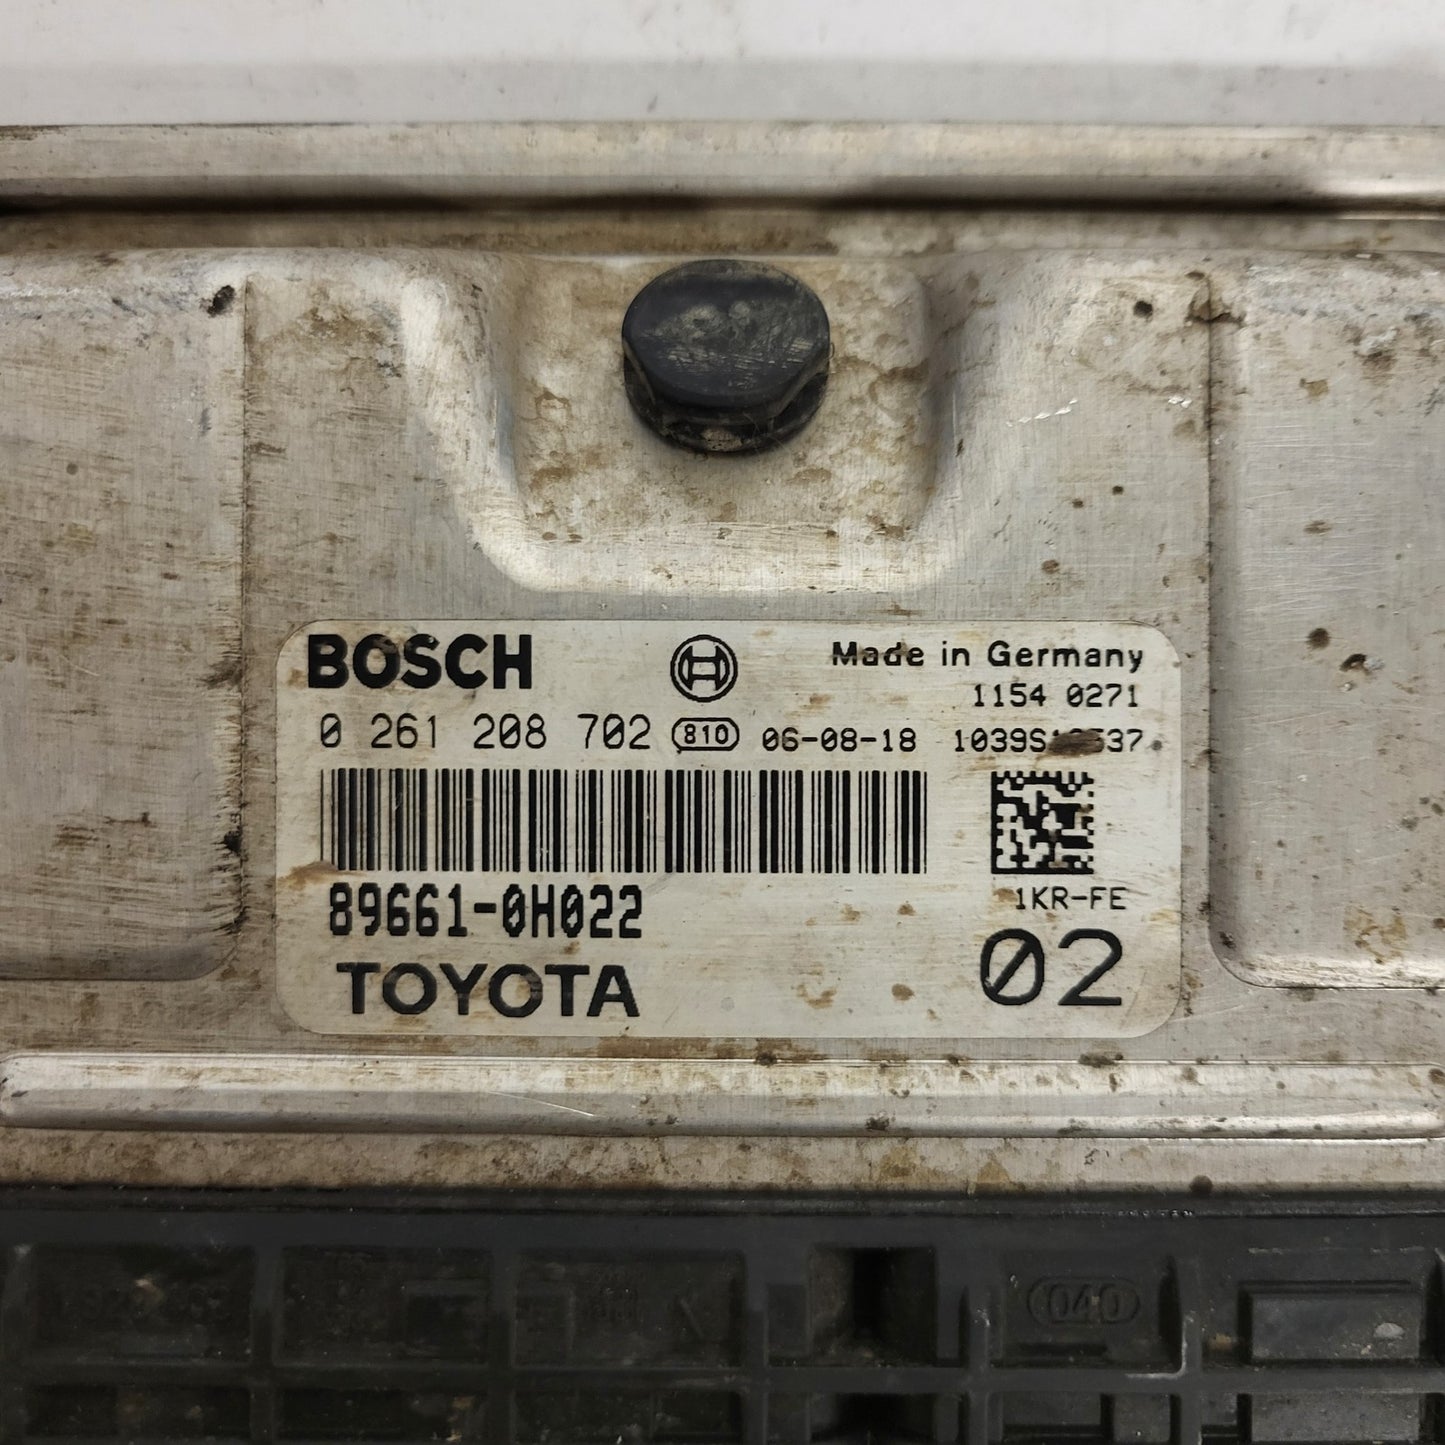 BOSCH
Made in Germany
1154 0271
0 261 208 702 810 06-08-18
89661-0H022
1KR-FE
TOYOTA
02
040